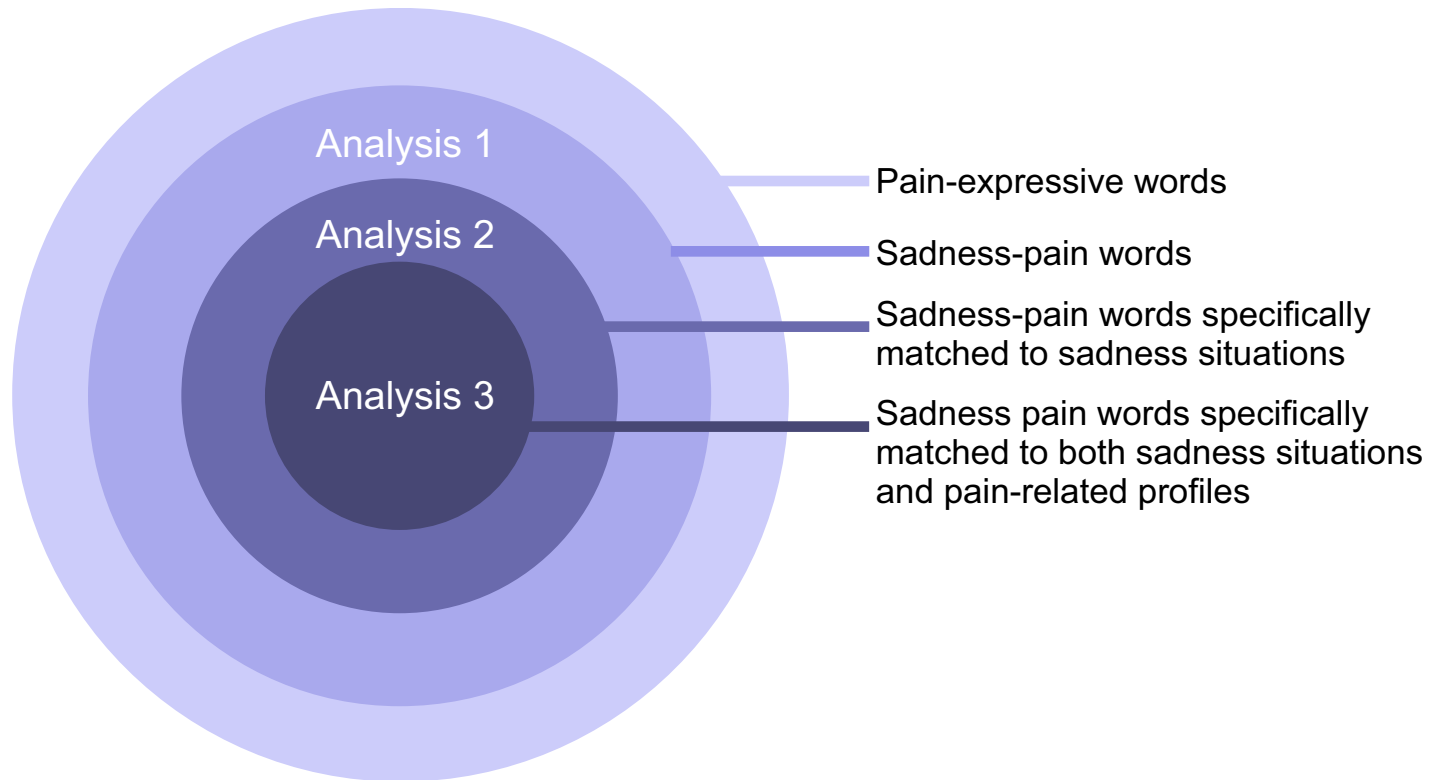 Analysis 1
Analysis 2
Analysis 3
Pain-expressive words
Sadness-pain words
Sadness-pain words specifically
matched to sadness situations
Sadness pain words specifically
matched to both sadness situations
and pain-related profiles